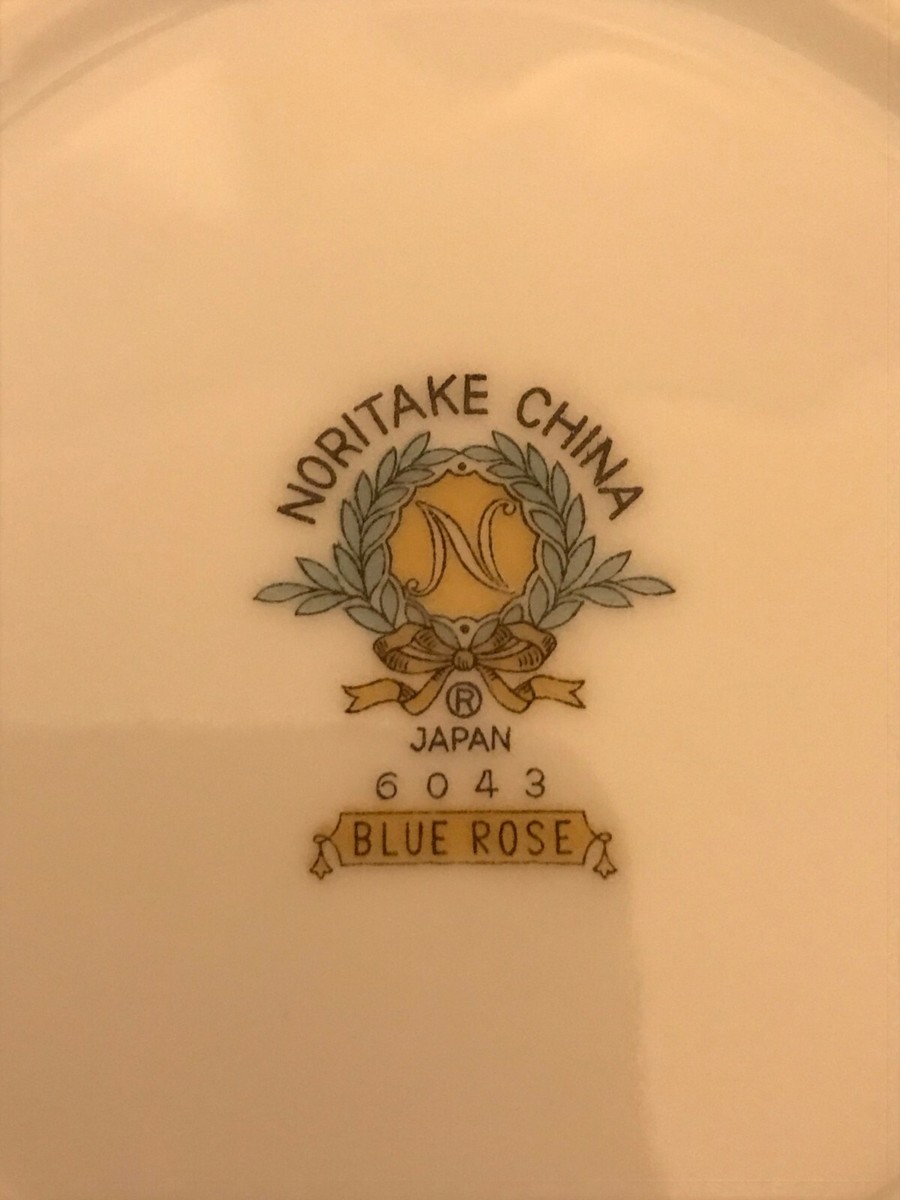 NORITAKE CHINA
N
®
JAPAN
6043
BLUE ROSE